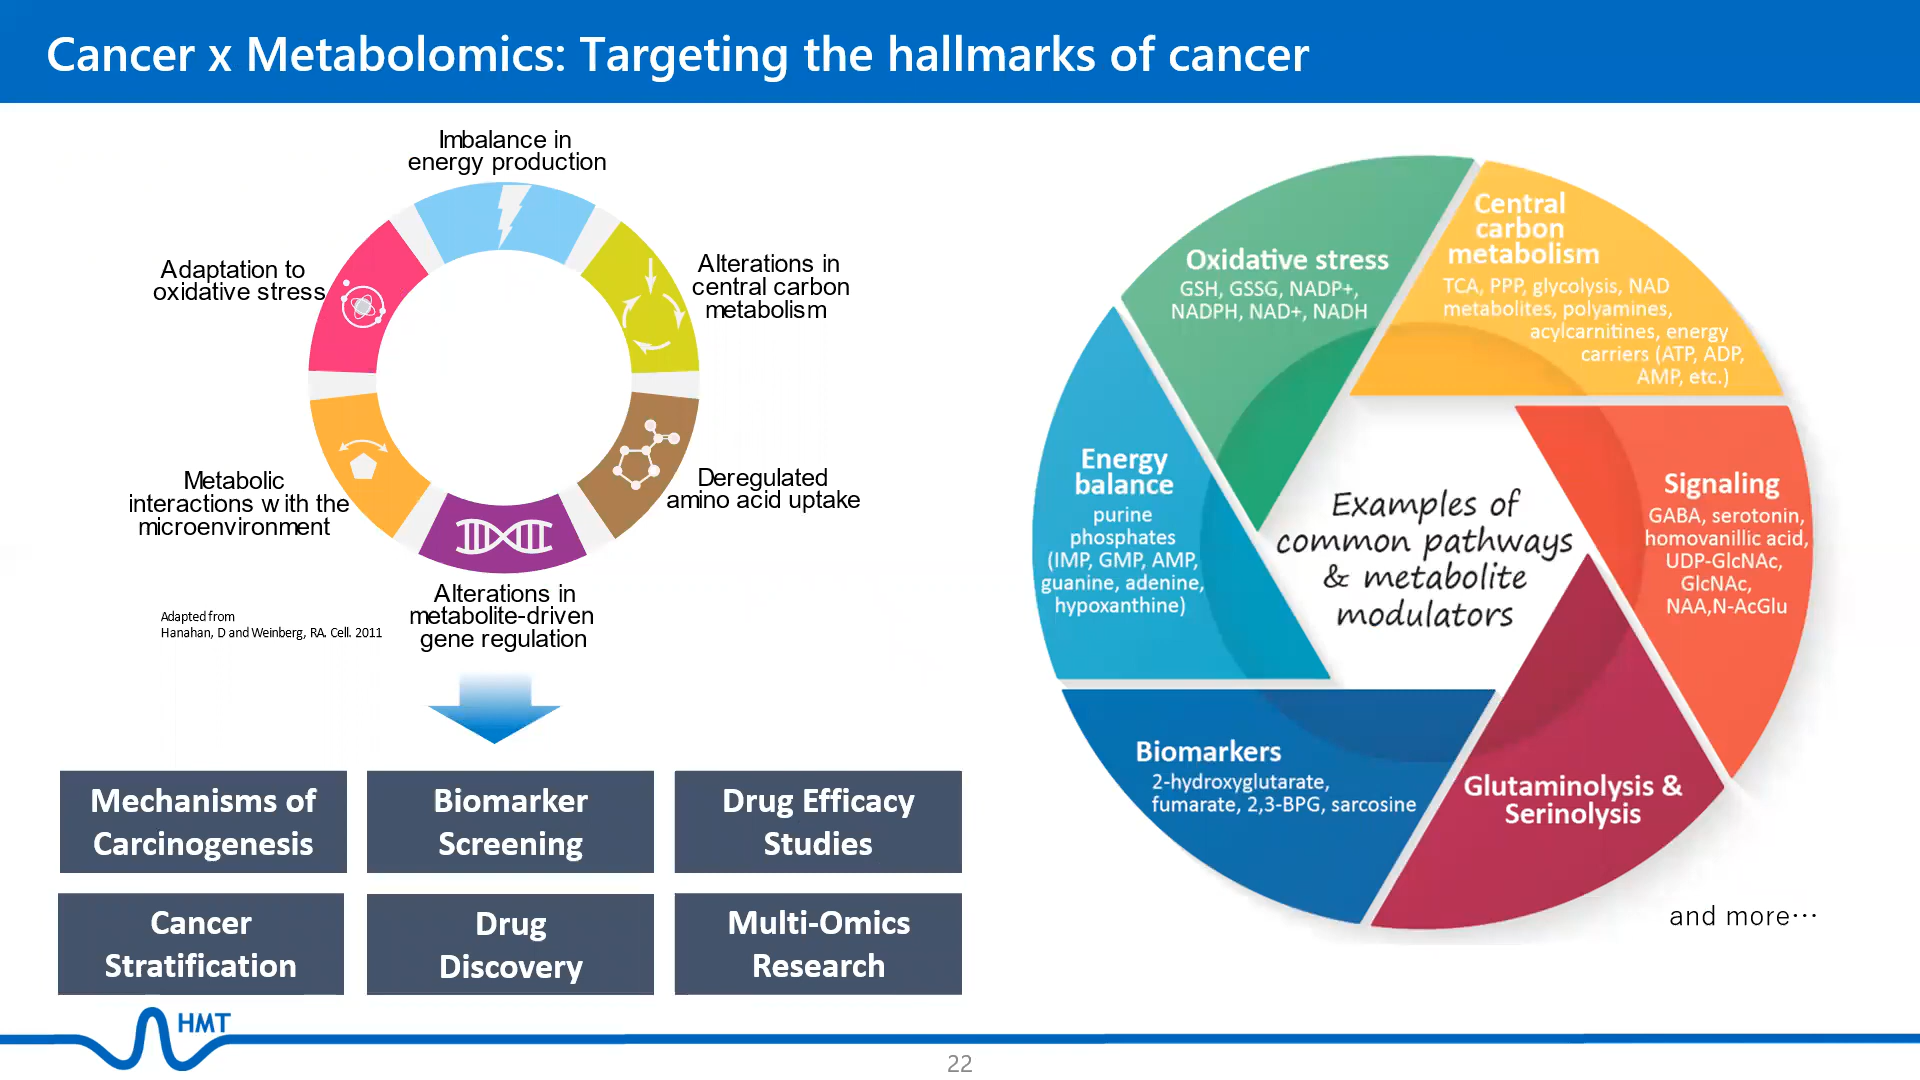 Cancer x Metabolomics: Targeting the hallmarks of cancer
Imbalance in
energy production
Adaptation to
oxidative stress
Alterations in
central carbon
metabolism
Metabolic
interactions with the
microenvironment
Deregulated
amino acid uptake
Alterations in
metabolite-driven
gene regulation
Adapted from
Hanahan, D and Weinberg, RA. Cell. 2011
Mechanisms of
Carcinogenesis
Biomarker
Screening
Drug Efficacy
Studies
Cancer
Stratification
Drug
Discovery
Multi-Omics
Research
Oxidative stress
GSH, GSSG, NADP+,
NADPH, NAD+, NADH
Central
carbon
metabolism
TCA, PPP, glycolysis, NAD
metabolites, polyamines,
acylcarnitines, energy
carriers (ATP, ADP,
AMP, etc.)
Energy
balance
purine
phosphates
(IMP, GMP, AMP,
guanine, adenine,
hypoxanthine)
Examples of
common pathways
& metabolite
modulators
Signaling
GABA, serotonin,
homovanillic acid,
UDP-GlcNAc,
GlcNAc,
NAA,N-AcGlu
Biomarkers
2-hydroxyglutarate,
fumarate, 2,3-BPG, sarcosine
Glutaminolysis &
Serinolysis
and more…
HMT
22